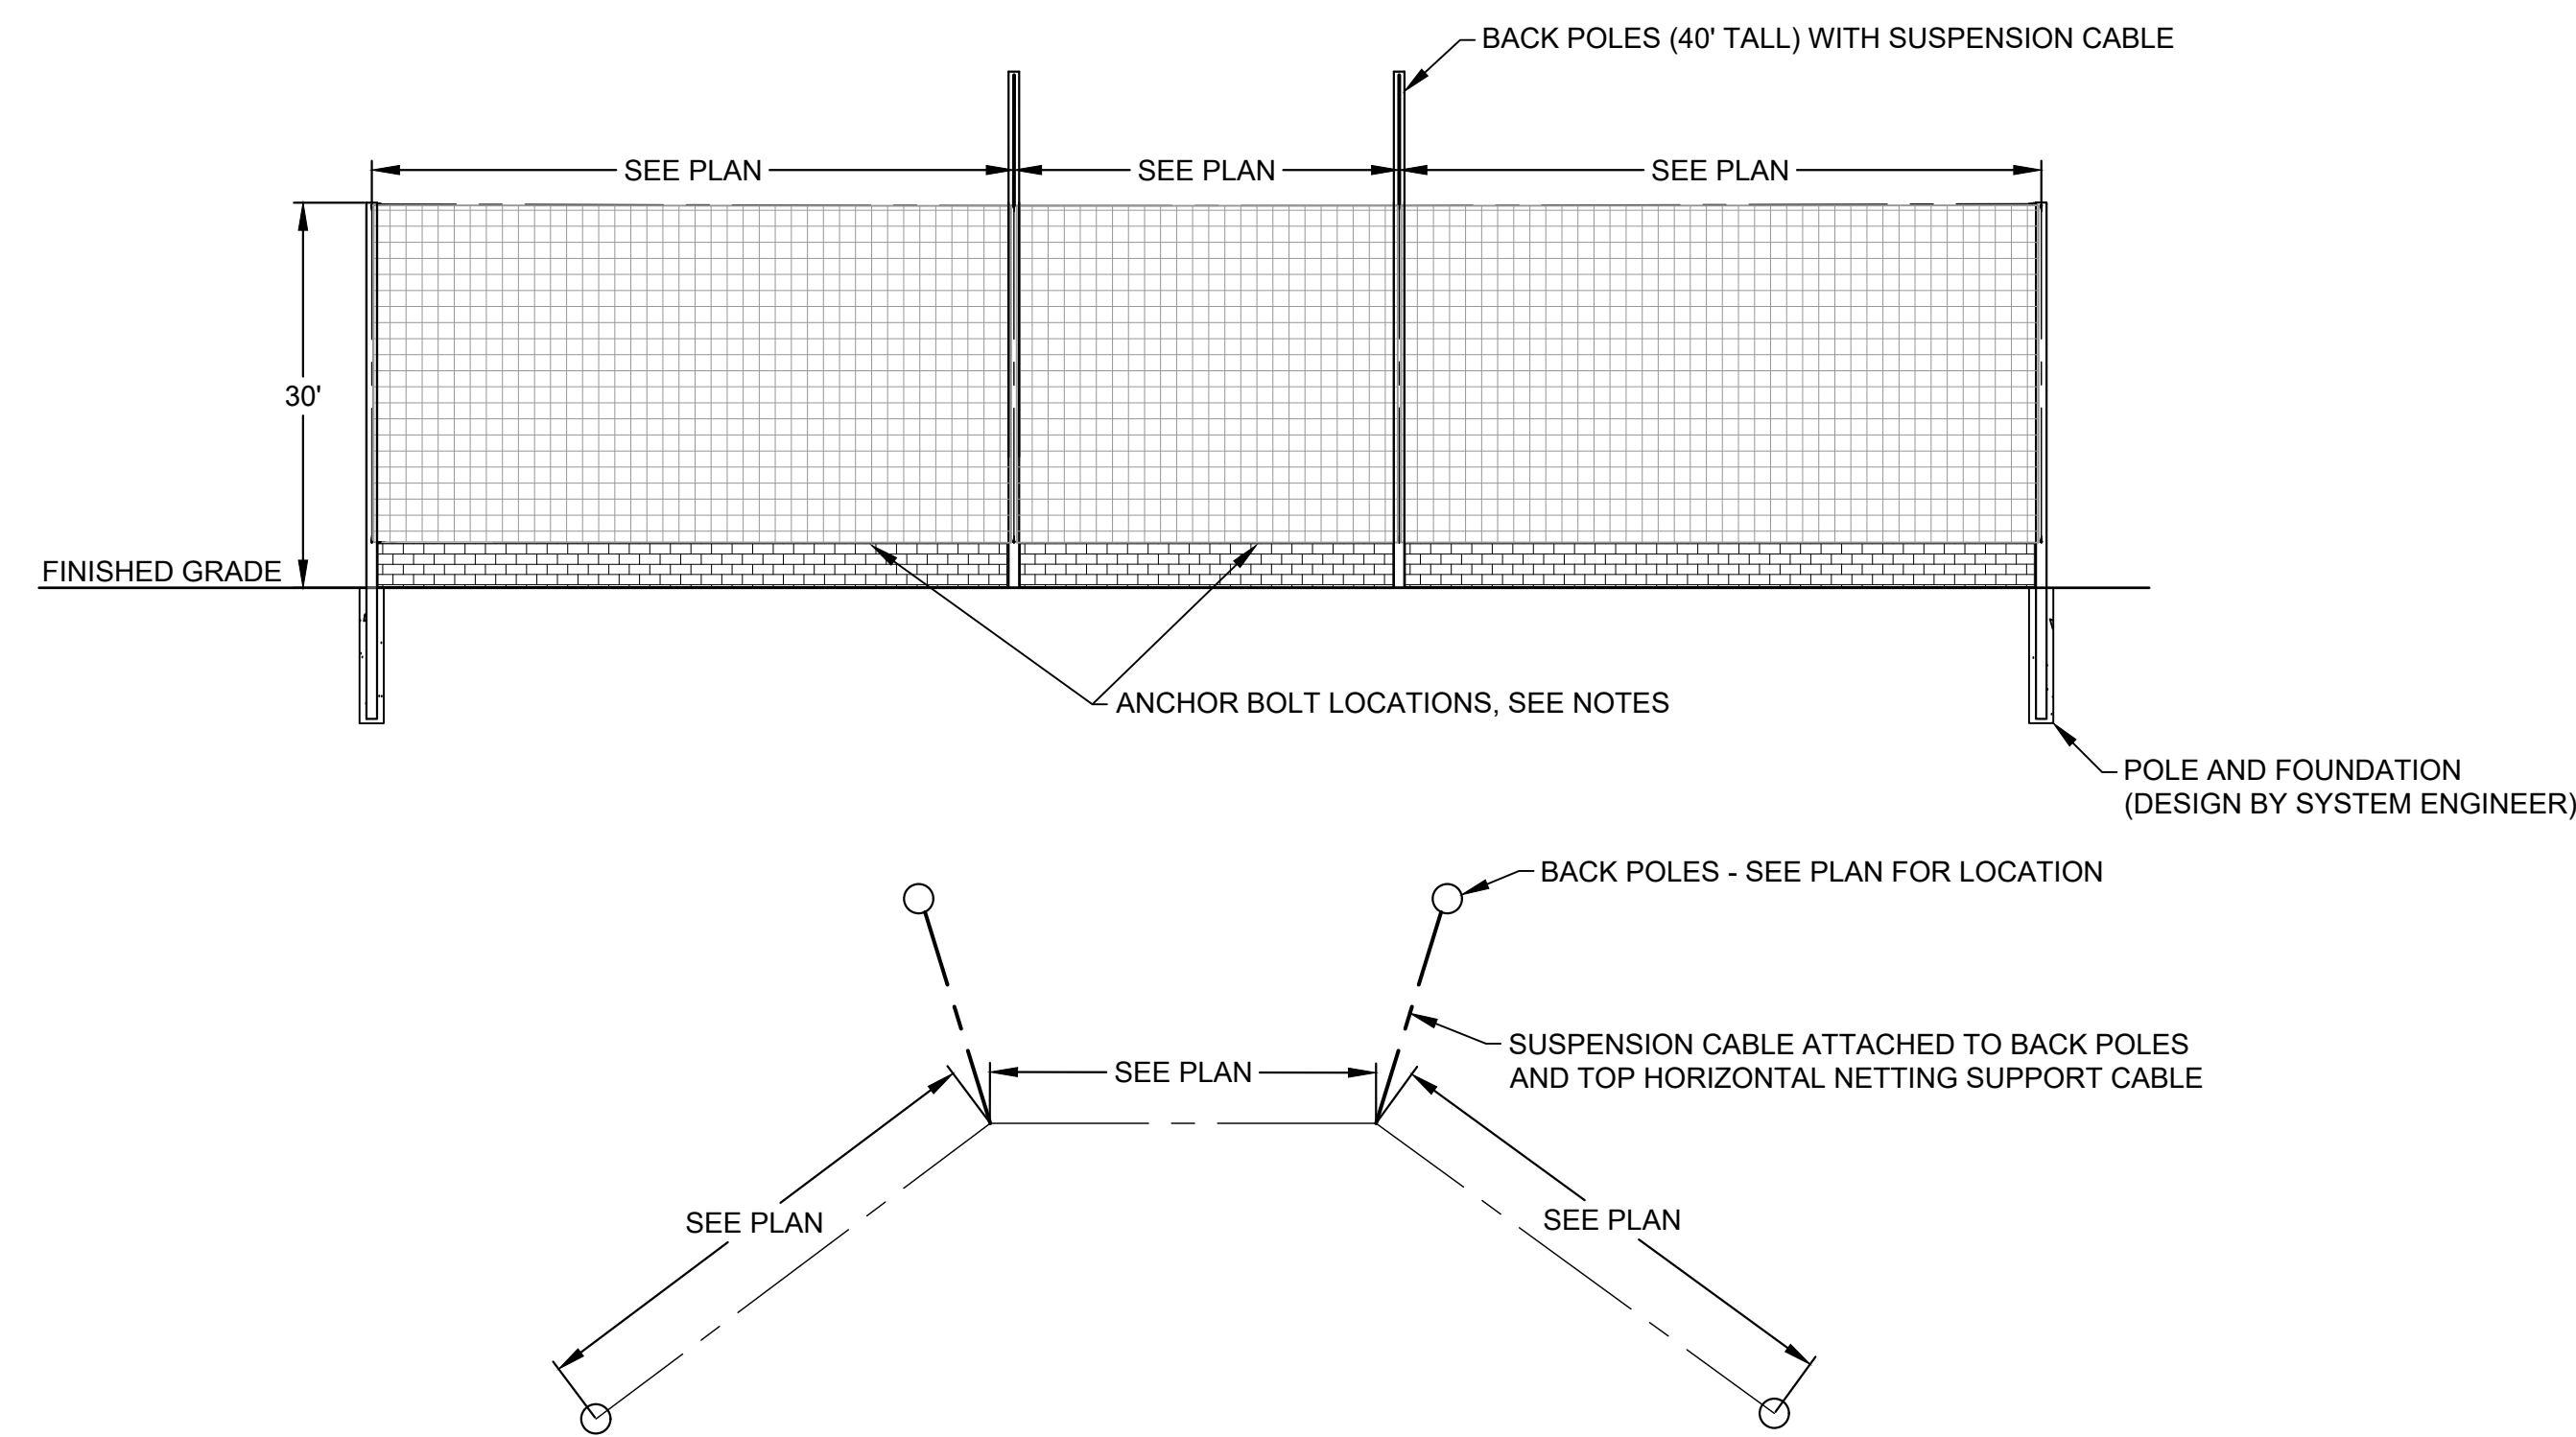 BACK POLES (40' TALL) WITH SUSPENSION CABLE
SEE PLAN
SEE PLAN
SEE PLAN
30'
FINISHED GRADE
ANCHOR BOLT LOCATIONS, SEE NOTES
POLE AND FOUNDATION
(DESIGN BY SYSTEM ENGINEER)
BACK POLES - SEE PLAN FOR LOCATION
SUSPENSION CABLE ATTACHED TO BACK POLES
AND TOP HORIZONTAL NETTING SUPPORT CABLE
SEE PLAN
SEE PLAN
SEE PLAN